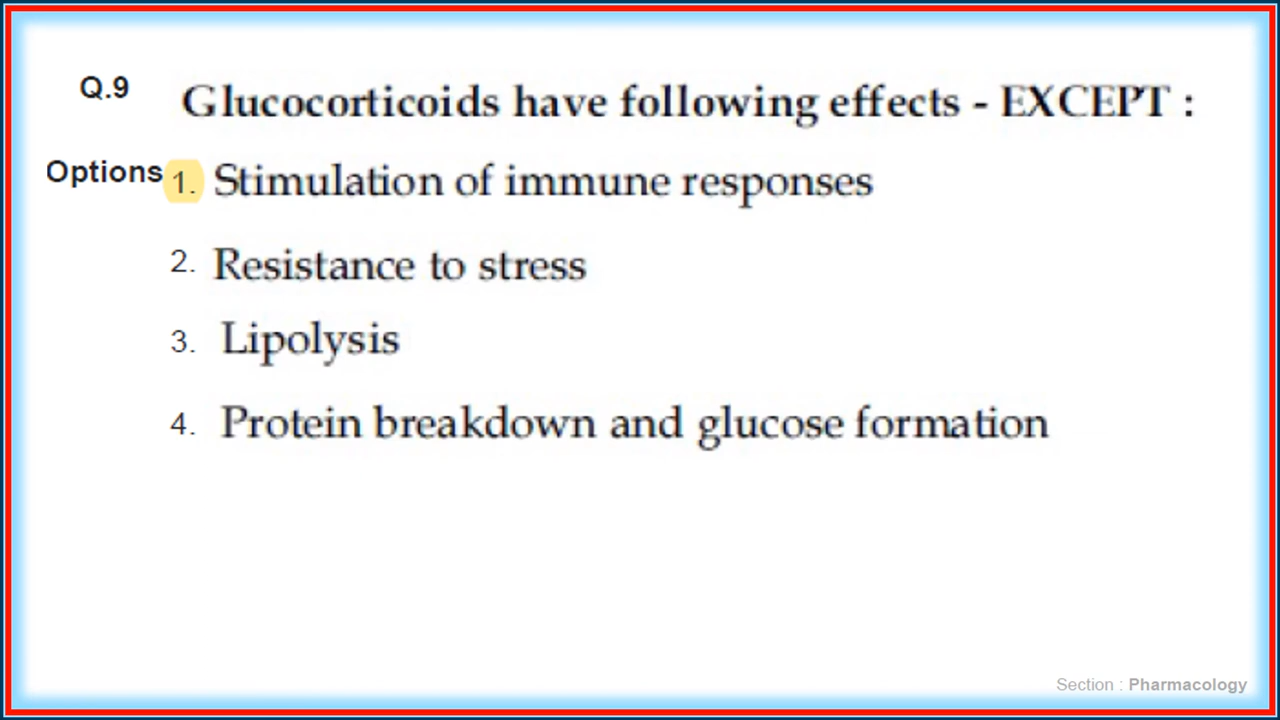 Q.9 Glucocorticoids have following effects - EXCEPT :
Options 1. Stimulation of immune responses
2. Resistance to stress
3. Lipolysis
4. Protein breakdown and glucose formation
Section : Pharmacology